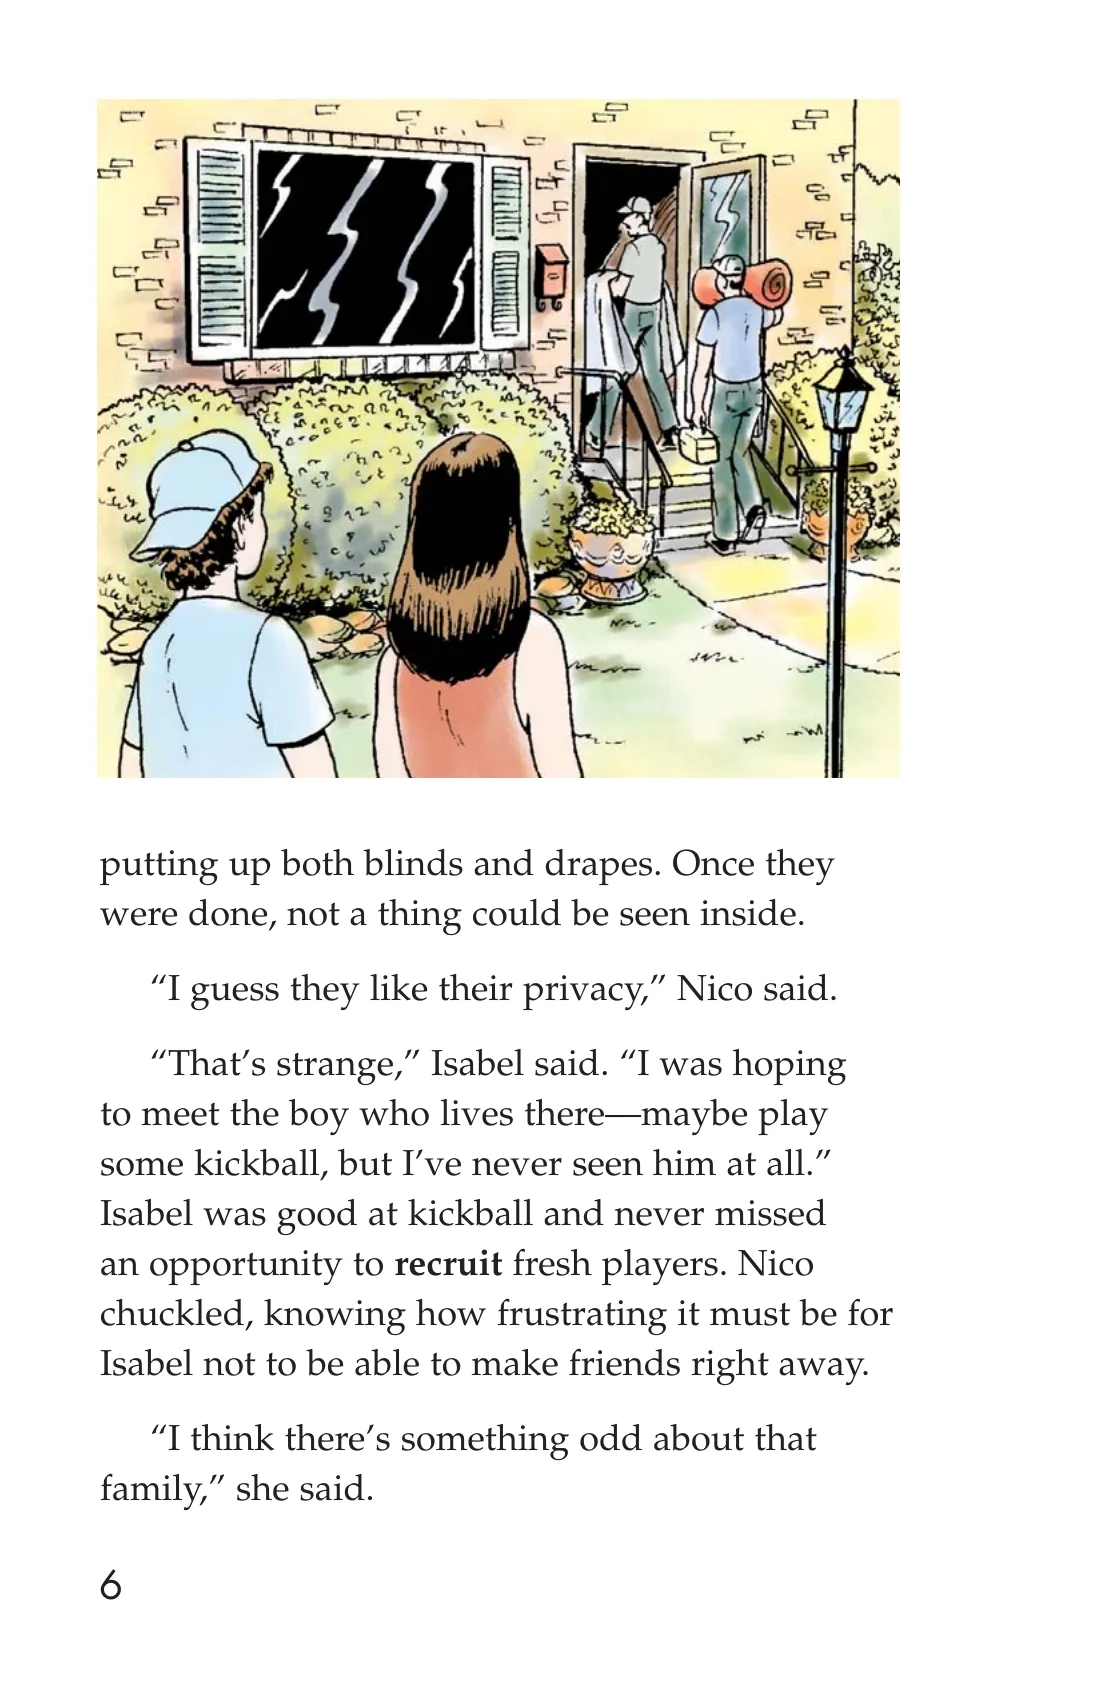 putting up both blinds and drapes. Once they
were done, not a thing could be seen inside.
“I guess they like their privacy,” Nico said.
“That’s strange,” Isabel said. “I was hoping
to meet the boy who lives there—maybe play
some kickball, but I’ve never seen him at all.”
Isabel was good at kickball and never missed
an opportunity to recruit fresh players. Nico
chuckled, knowing how frustrating it must be for
Isabel not to be able to make friends right away.
“I think there’s something odd about that
family,” she said.
6